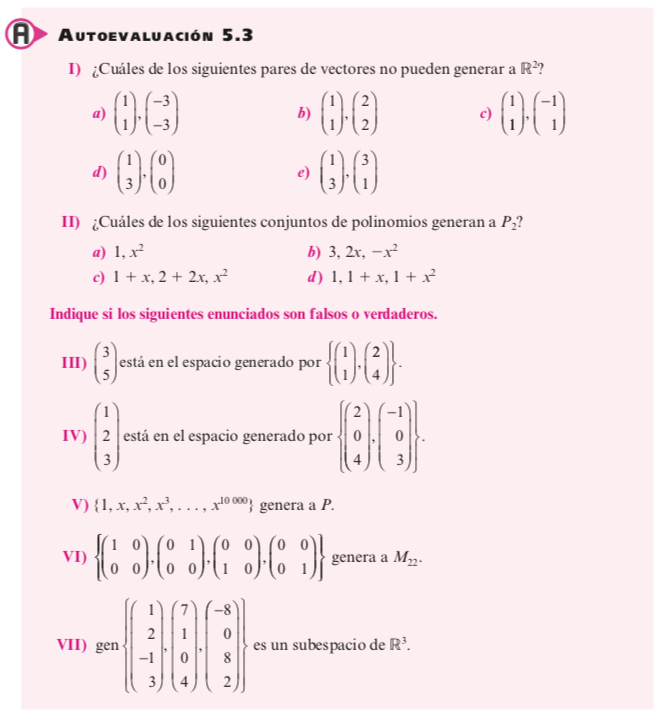 A AUTOEVALUACIÓN 5.3
I) ¿Cuáles de los siguientes pares de vectores no pueden generar a ℝ²?
a) (1 1), (−3 −3) b) (1 1), (2 2) c) (1 1), (−1 1)
d) (1 3), (0 0) e) (1 3), (3 1)
II) ¿Cuáles de los siguientes conjuntos de polinomios generan a P₂?
a) 1, x² b) 3, 2x, −x²
c) 1 + x, 2 + 2x, x² d) 1, 1 + x, 1 + x²
Indique si los siguientes enunciados son falsos o verdaderos.
III) (3 5) está en el espacio generado por {(1 1), (2 4)}.
IV) (1 2 3) está en el espacio generado por {(2 0 4), (−1 0 3)}.
V) {1, x, x², x³, . . . , x¹⁰ ⁰⁰⁰} genera a P.
VI) {(1 0 0 0), (0 1 0 0), (0 0 1 0), (0 0 0 1)} genera a M₂₂.
VII) gen {(1 2 −1 3), (7 1 0 4), (−8 0 8 2)} es un subespacio de ℝ³.